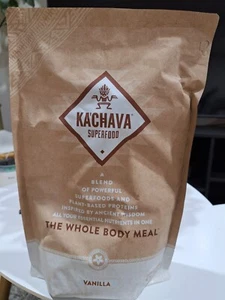 KA'CHAVA
SUPERFOOD
A
BLEND
OF POWERFUL
SUPERFOODS AND
PLANT-BASED PROTEINS
INSPIRED BY ANCIENT WISDOM
ALL YOUR ESSENTIAL NUTRIENTS IN ONE
THE WHOLE BODY MEAL
VANILLA